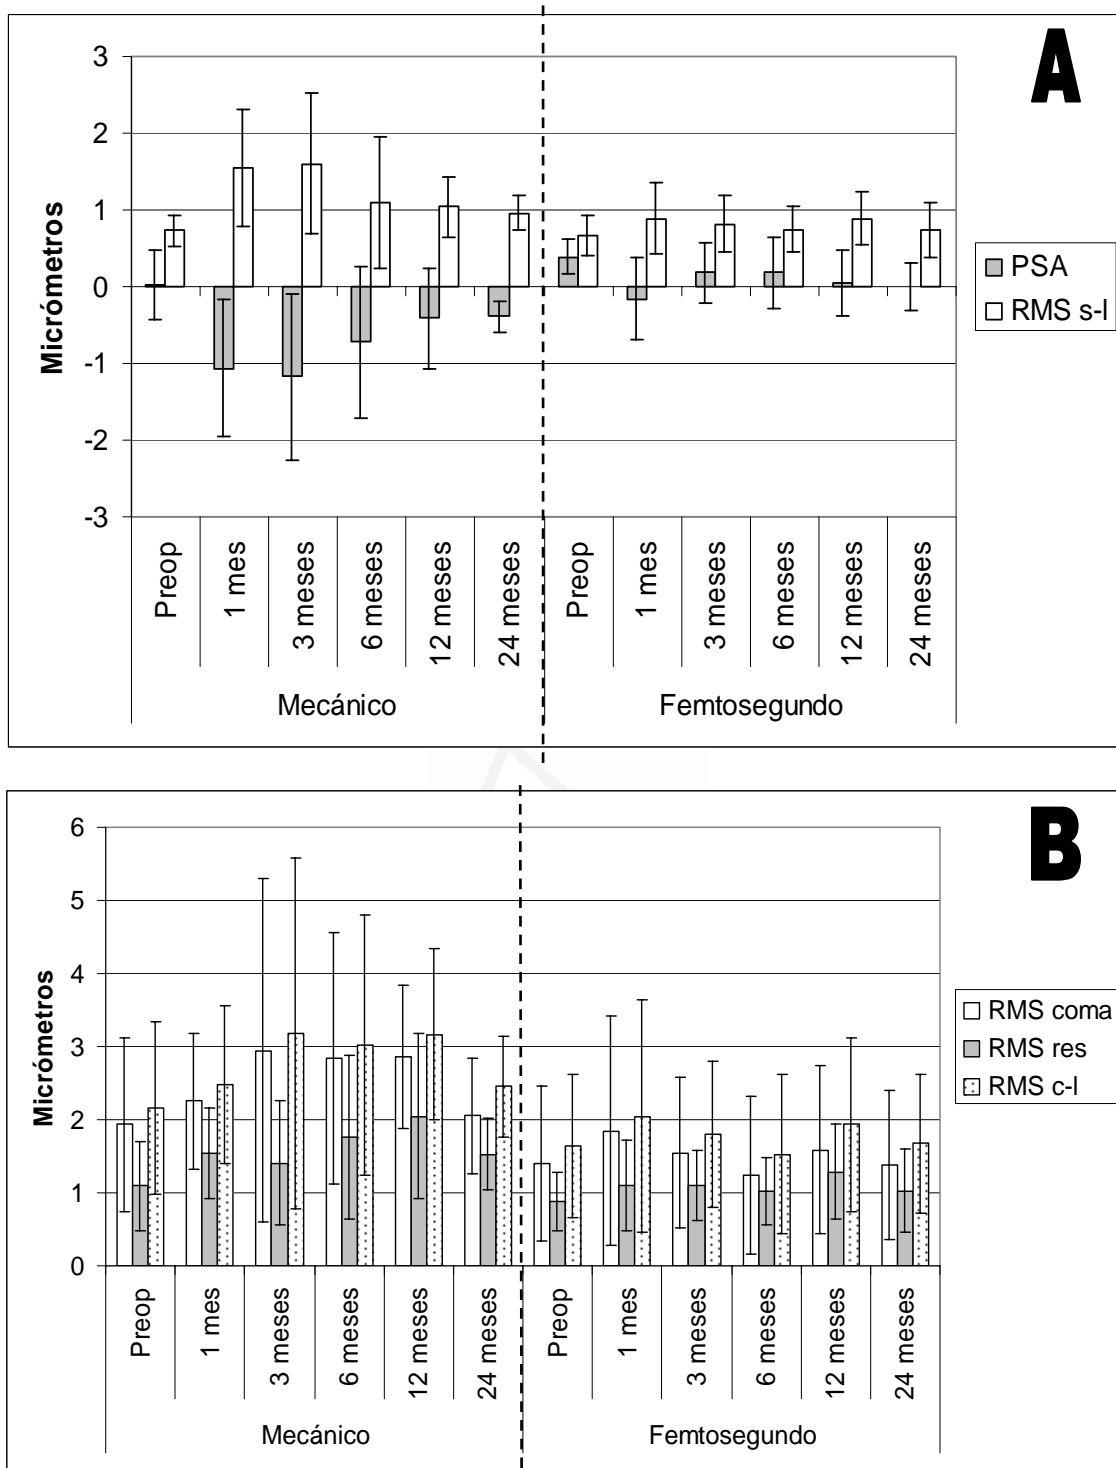 A
3
2
1
0
-1
-2
-3
Micrómetros
PSA
RMS s-l
Preop 1 mes 3 meses 6 meses 12 meses 24 meses Preop 1 mes 3 meses 6 meses 12 meses 24 meses
Mecánico Femtosegundo
B
6
5
4
3
2
1
0
Micrómetros
RMS coma
RMS res
RMS c-l
Preop 1 mes 3 meses 6 meses 12 meses 24 meses Preop 1 mes 3 meses 6 meses 12 meses 24 meses
Mecánico Femtosegundo